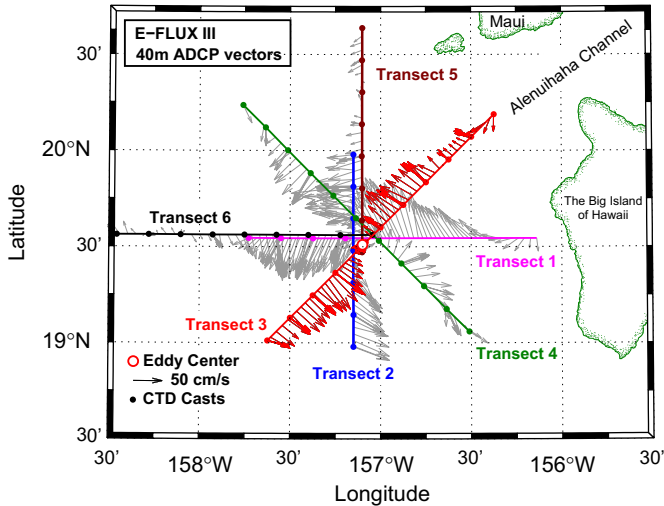 E-FLUX III
40m ADCP vectors
Maui
Alenuihaha Channel
Transect 5
The Big Island
of Hawaii
Transect 6
Transect 1
Transect 3
Transect 4
Transect 2
Eddy Center
50 cm/s
CTD Casts
Latitude
30'
20°N
30'
19°N
30'
30'
158°W
30'
157°W
30'
156°W
30'
Longitude